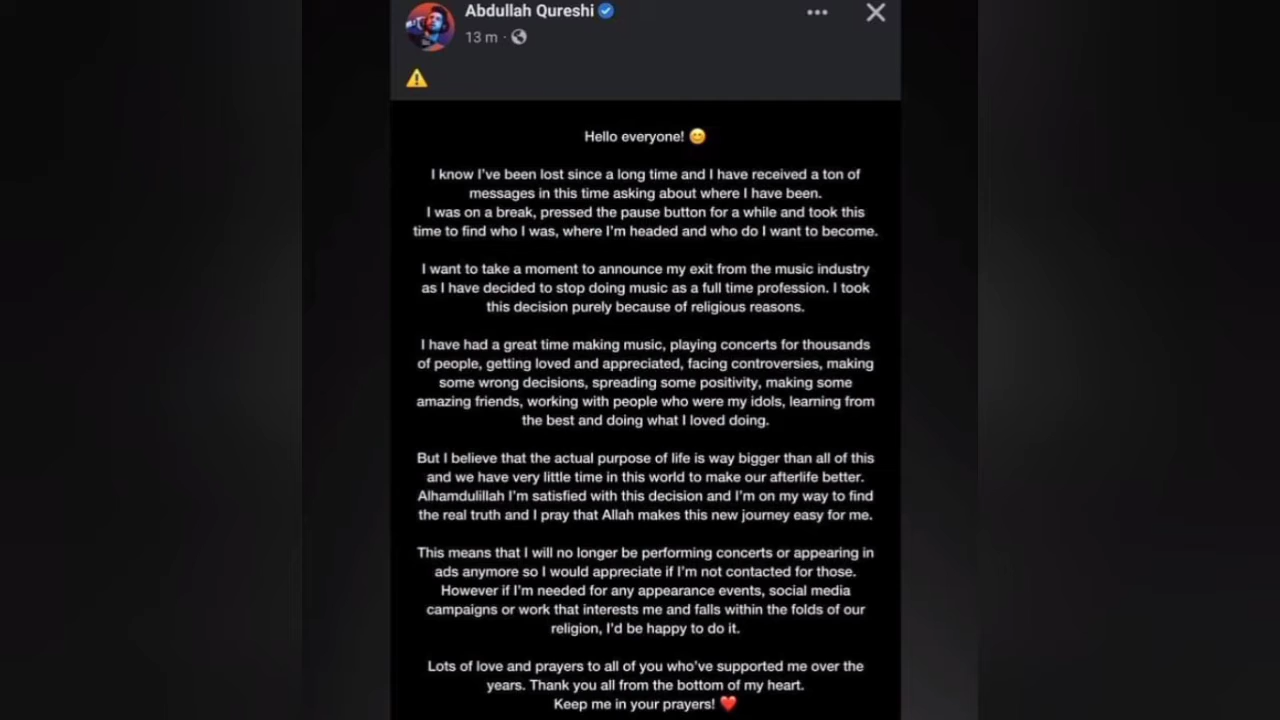 Abdullah Qureshi
13 m ·
Hello everyone! 😊
I know I've been lost since a long time and I have received a ton of
messages in this time asking about where I have been.
I was on a break, pressed the pause button for a while and took this
time to find who I was, where I'm headed and who do I want to become.
I want to take a moment to announce my exit from the music industry
as I have decided to stop doing music as a full time profession. I took
this decision purely because of religious reasons.
I have had a great time making music, playing concerts for thousands
of people, getting loved and appreciated, facing controversies, making
some wrong decisions, spreading some positivity, making some
amazing friends, working with people who were my idols, learning from
the best and doing what I loved doing.
But I believe that the actual purpose of life is way bigger than all of this
and we have very little time in this world to make our afterlife better.
Alhamdulillah I'm satisfied with this decision and I'm on my way to find
the real truth and I pray that Allah makes this new journey easy for me.
This means that I will no longer be performing concerts or appearing in
ads anymore so I would appreciate if I'm not contacted for those.
However if I'm needed for any appearance events, social media
campaigns or work that interests me and falls within the folds of our
religion, I'd be happy to do it.
Lots of love and prayers to all of you who've supported me over the
years. Thank you all from the bottom of my heart.
Keep me in your prayers! ❤️